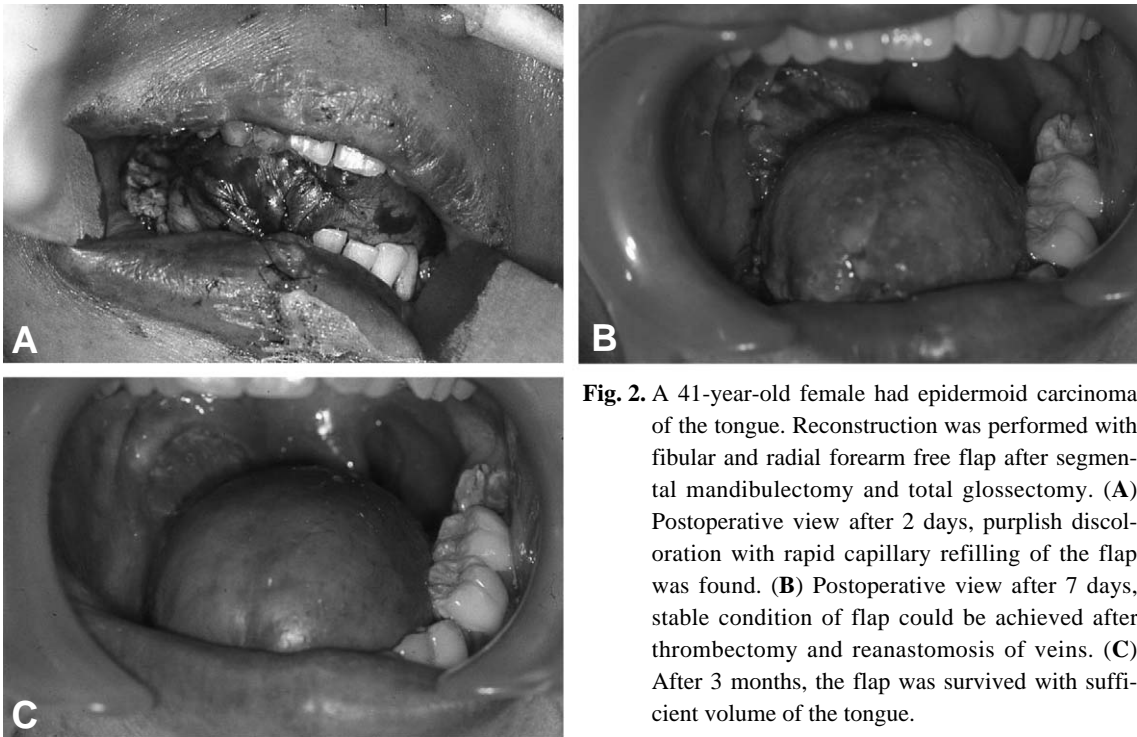 A
B
C
Fig. 2. A 41-year-old female had epidermoid carcinoma
of the tongue. Reconstruction was performed with
fibular and radial forearm free flap after segmen-
tal mandibulectomy and total glossectomy. (A)
Postoperative view after 2 days, purplish discol-
oration with rapid capillary refilling of the flap
was found. (B) Postoperative view after 7 days,
stable condition of flap could be achieved after
thrombectomy and reanastomosis of veins. (C)
After 3 months, the flap was survived with suffi-
cient volume of the tongue.